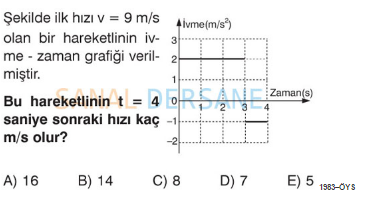 Şekilde ilk hızı v = 9 m/s
olan bir hareketlinin iv-
me - zaman grafiği veril-
miştir.
Bu hareketlinin t = 4
saniye sonraki hızı kaç
m/s olur?
İvme(m/s²)
3
2
1
0
-1
-2
1 2 3 4
Zaman(s)
SANAL DERSANE
A) 16 B) 14 C) 8 D) 7 E) 5
1983-ÖYS